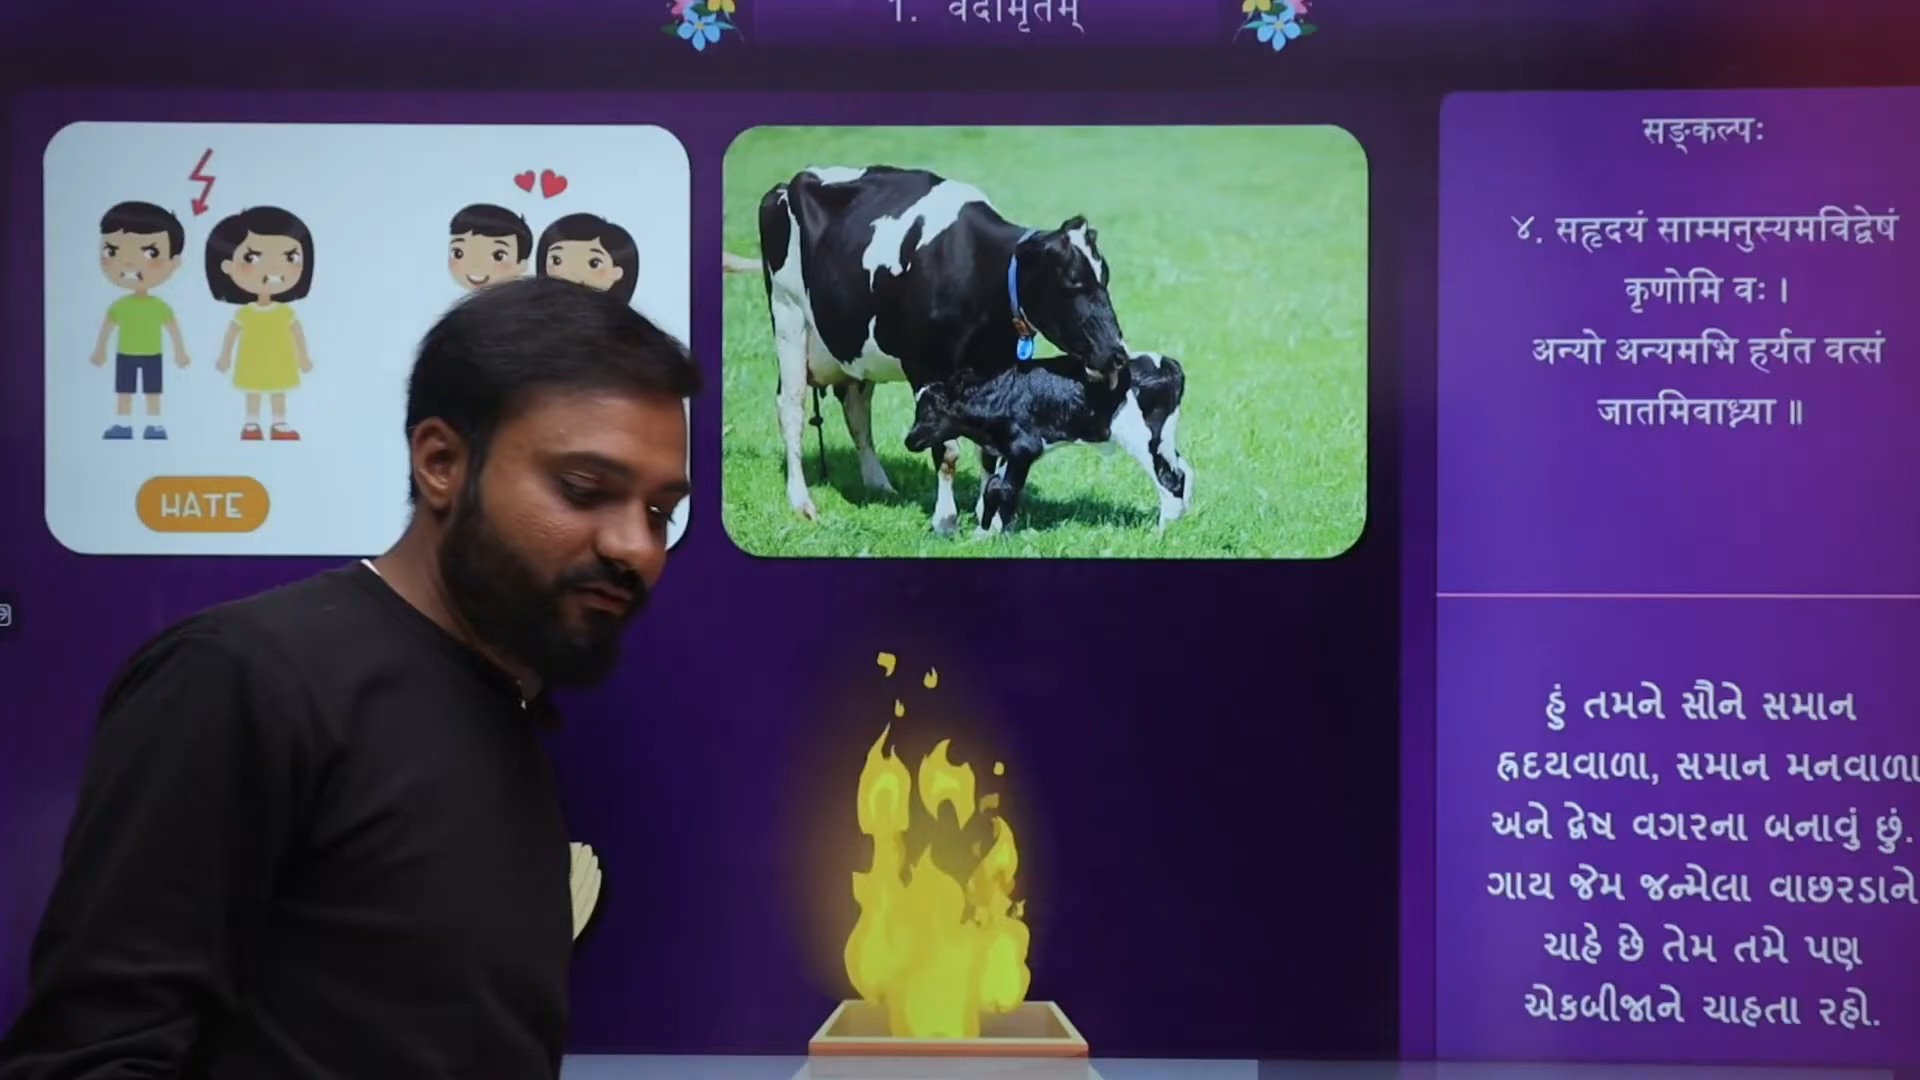 1. वेदामृतम्
HATE
सङ्कल्पः
४. सहृदयं साम्मनुस्यमविद्वेषं
कृणोमि वः ।
अन्यो अन्यमभि हर्यत वत्सं
जातमिवाध्न्या ॥
હું તમને સૌને સમાન
હૃદયવાળા, સમાન મનવાળા
અને દ્વેષ વગરના બનાવું છું.
ગાય જેમ જન્મેલા વાછરડાને
ચાહે છે તેમ તમે પણ
એકબીજાને ચાહતા રહો.